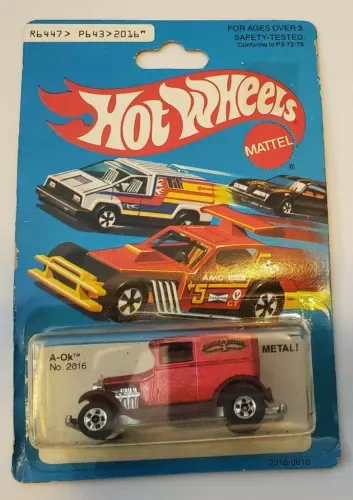 R6447> P643>2016"
FOR AGES OVER 3.
SAFETY-TESTED.
Conforms to PS 72-76
HOT WHEELS
MATTEL
®
AMC
5
GT
A-OK™
No. 2016
METAL!
2016-0610